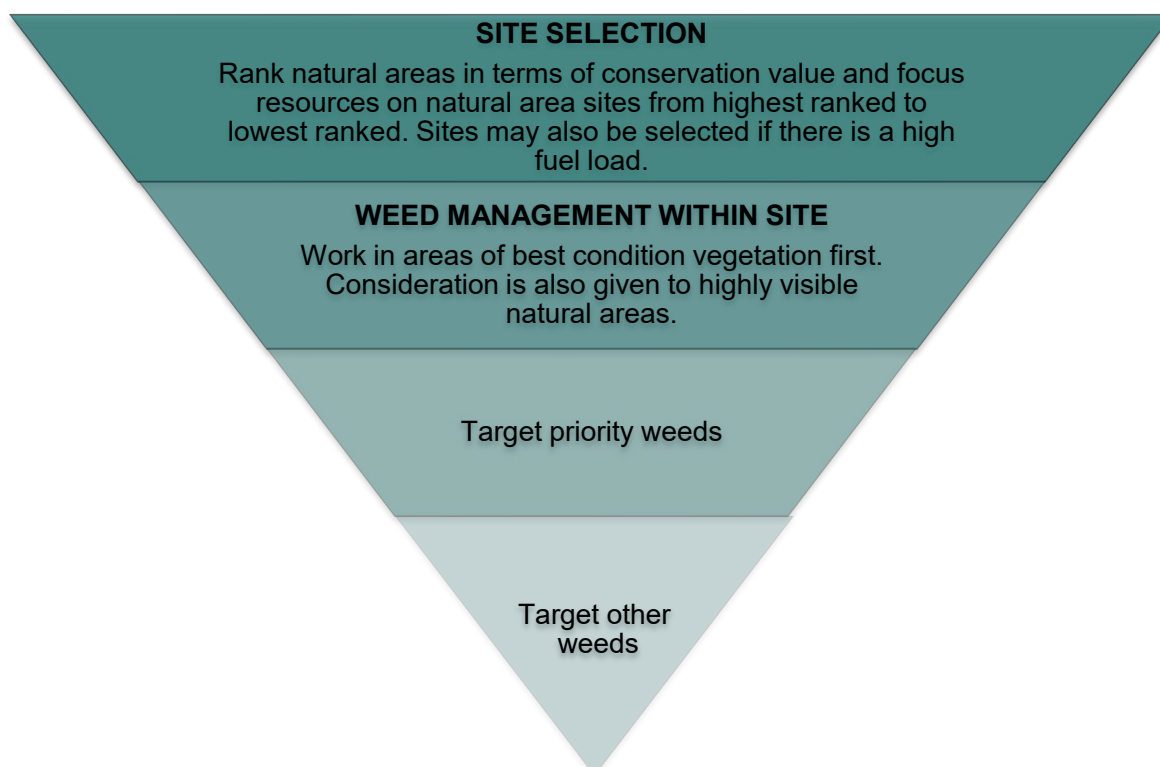 SITE SELECTION
Rank natural areas in terms of conservation value and focus
resources on natural area sites from highest ranked to
lowest ranked. Sites may also be selected if there is a high
fuel load.
WEED MANAGEMENT WITHIN SITE
Work in areas of best condition vegetation first.
Consideration is also given to highly visible
natural areas.
Target priority weeds
Target other
weeds